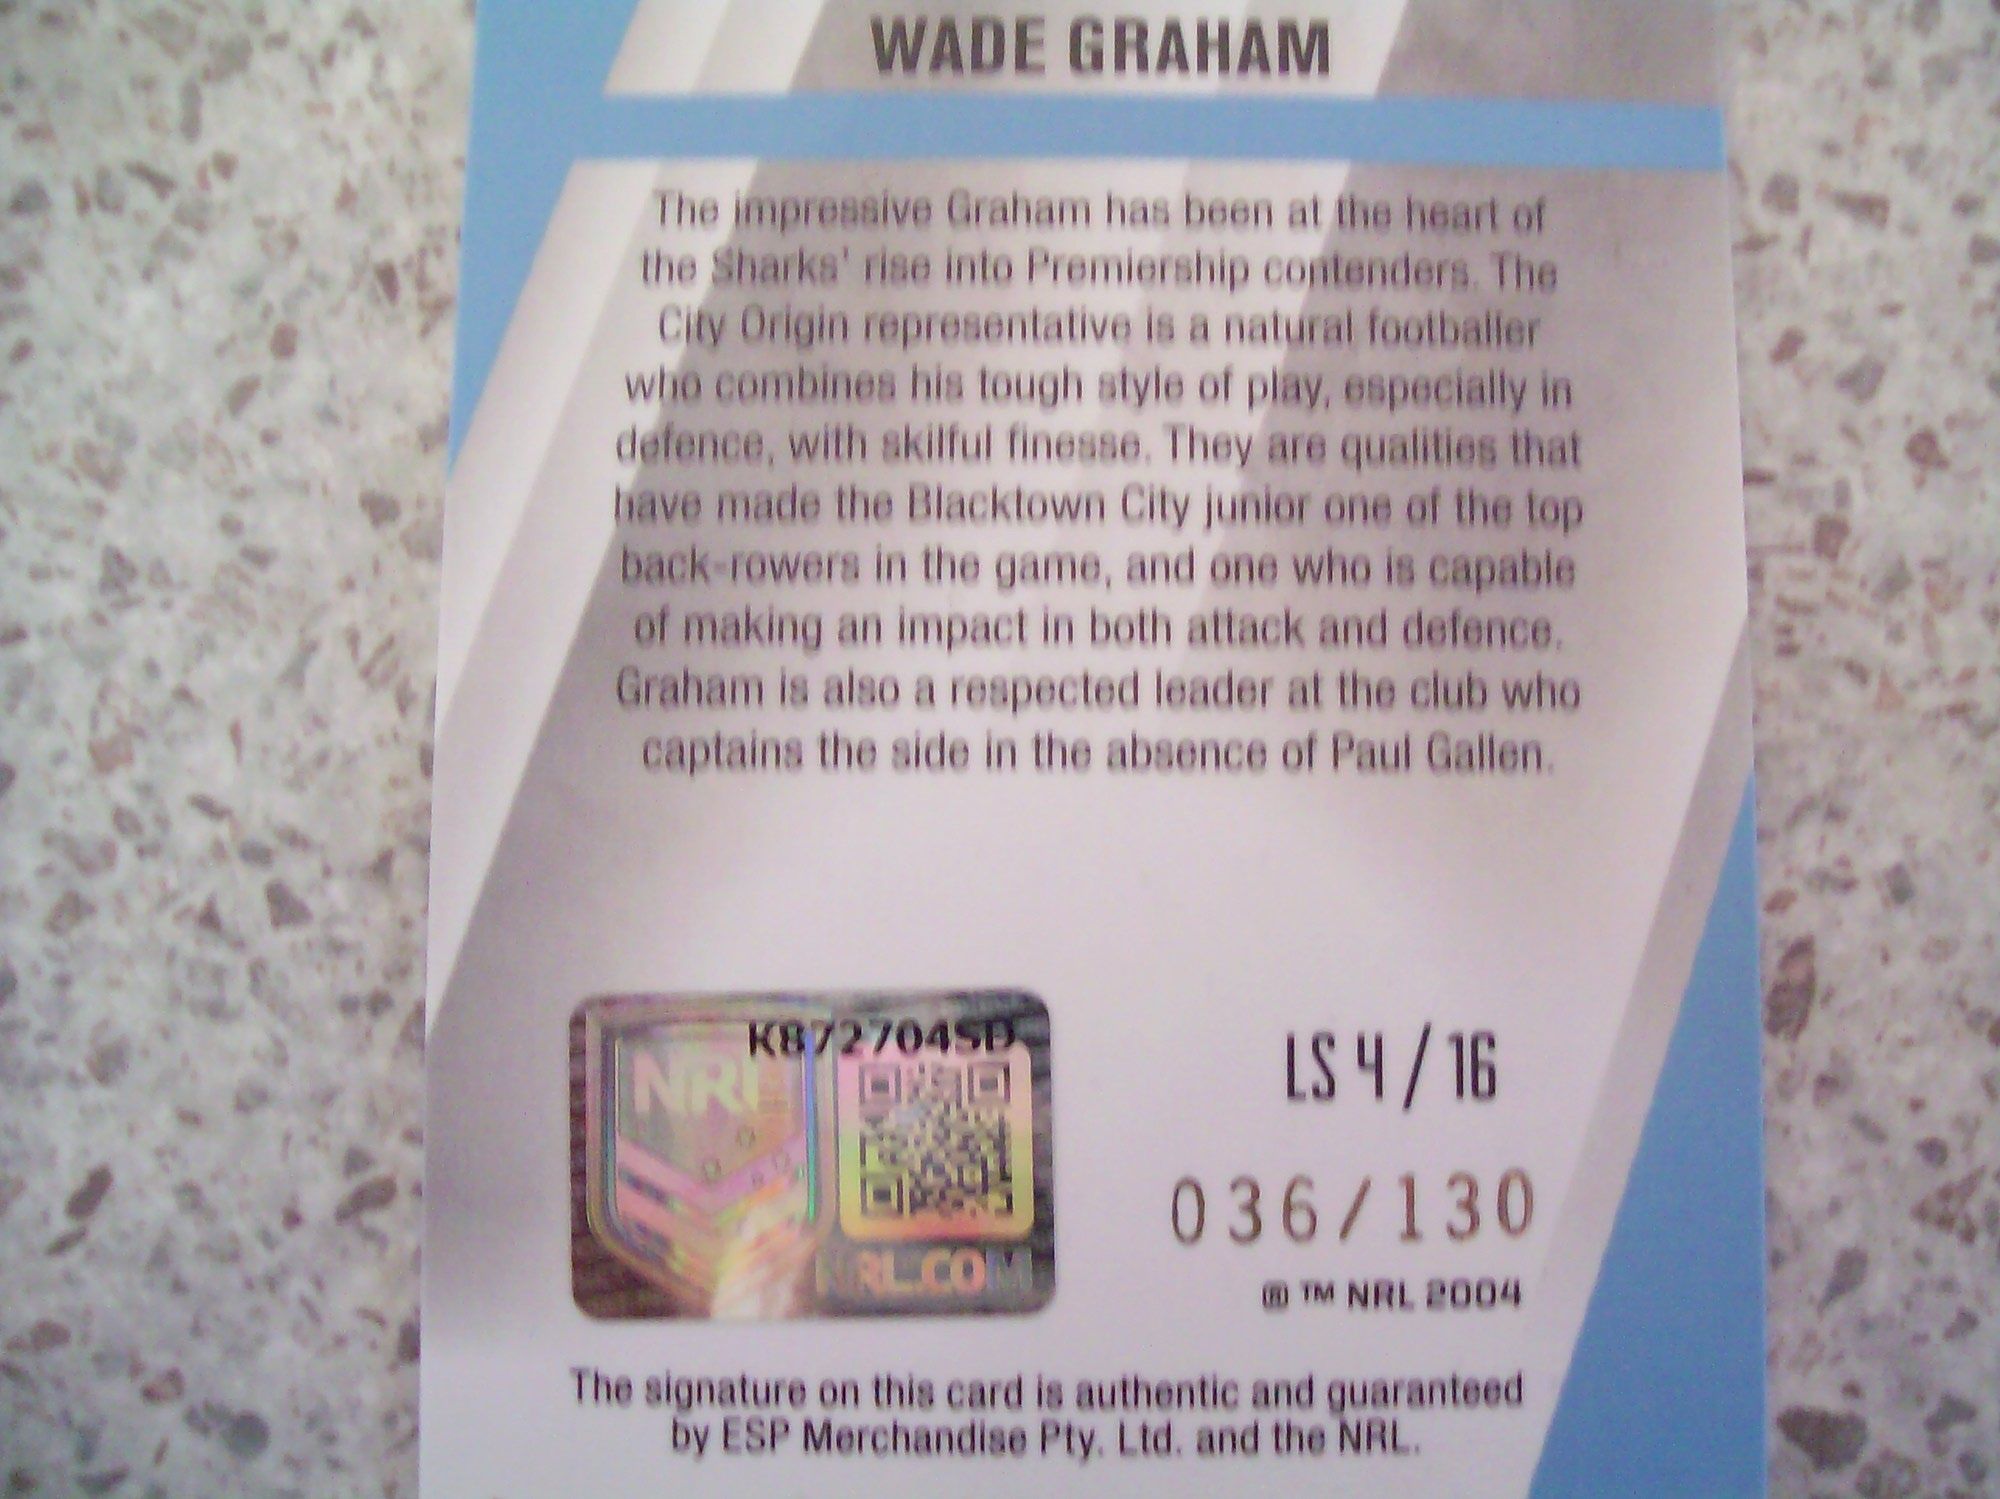 WADE GRAHAM
The impressive Graham has been at the heart of
the Sharks' rise into Premiership contenders. The
City Origin representative is a natural footballer
who combines his tough style of play, especially in
defence, with skilful finesse. They are qualities that
have made the Blacktown City junior one of the top
back-rowers in the game, and one who is capable
of making an impact in both attack and defence.
Graham is also a respected leader at the club who
captains the side in the absence of Paul Gallen.
K872704SD
NRL
NRL.COM
LS 4 / 16
036/130
® ™ NRL 2004
The signature on this card is authentic and guaranteed
by ESP Merchandise Pty. Ltd. and the NRL.